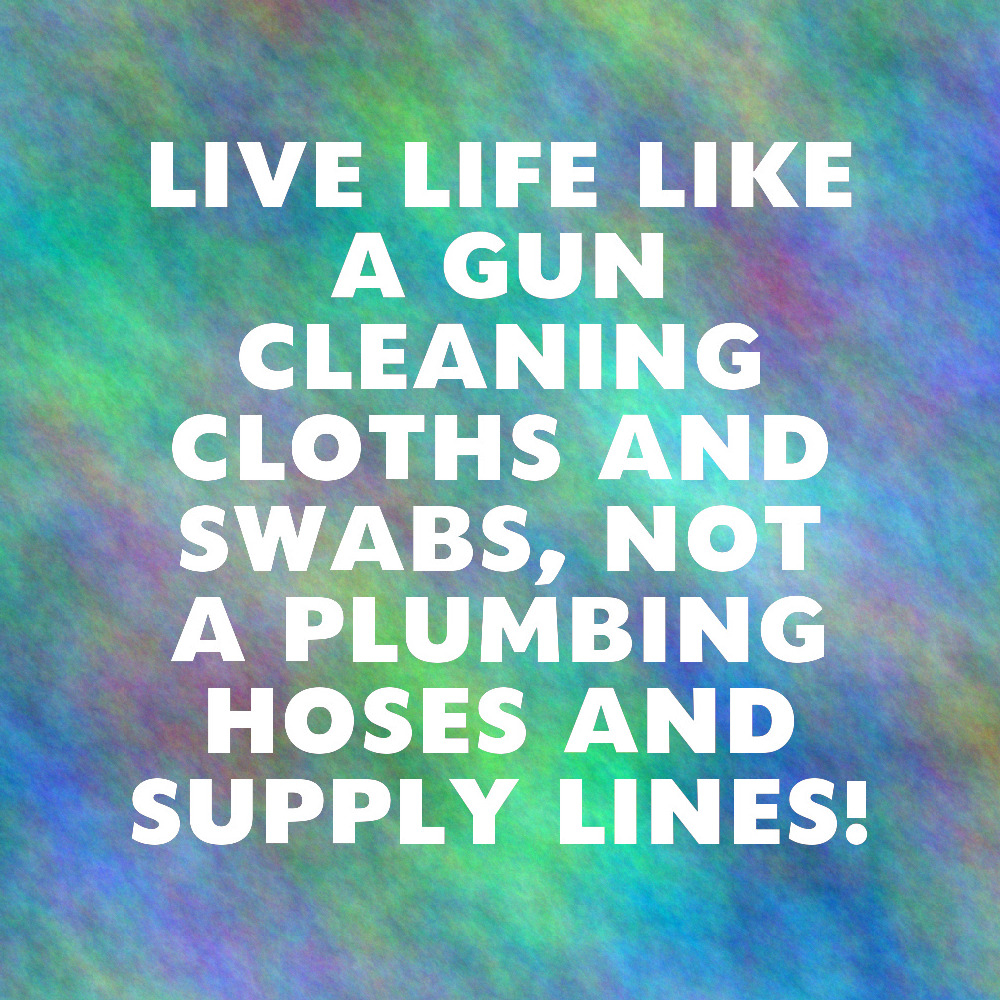 LIVE LIFE LIKE
A GUN
CLEANING
CLOTHS AND
SWABS, NOT
A PLUMBING
HOSES AND
SUPPLY LINES!